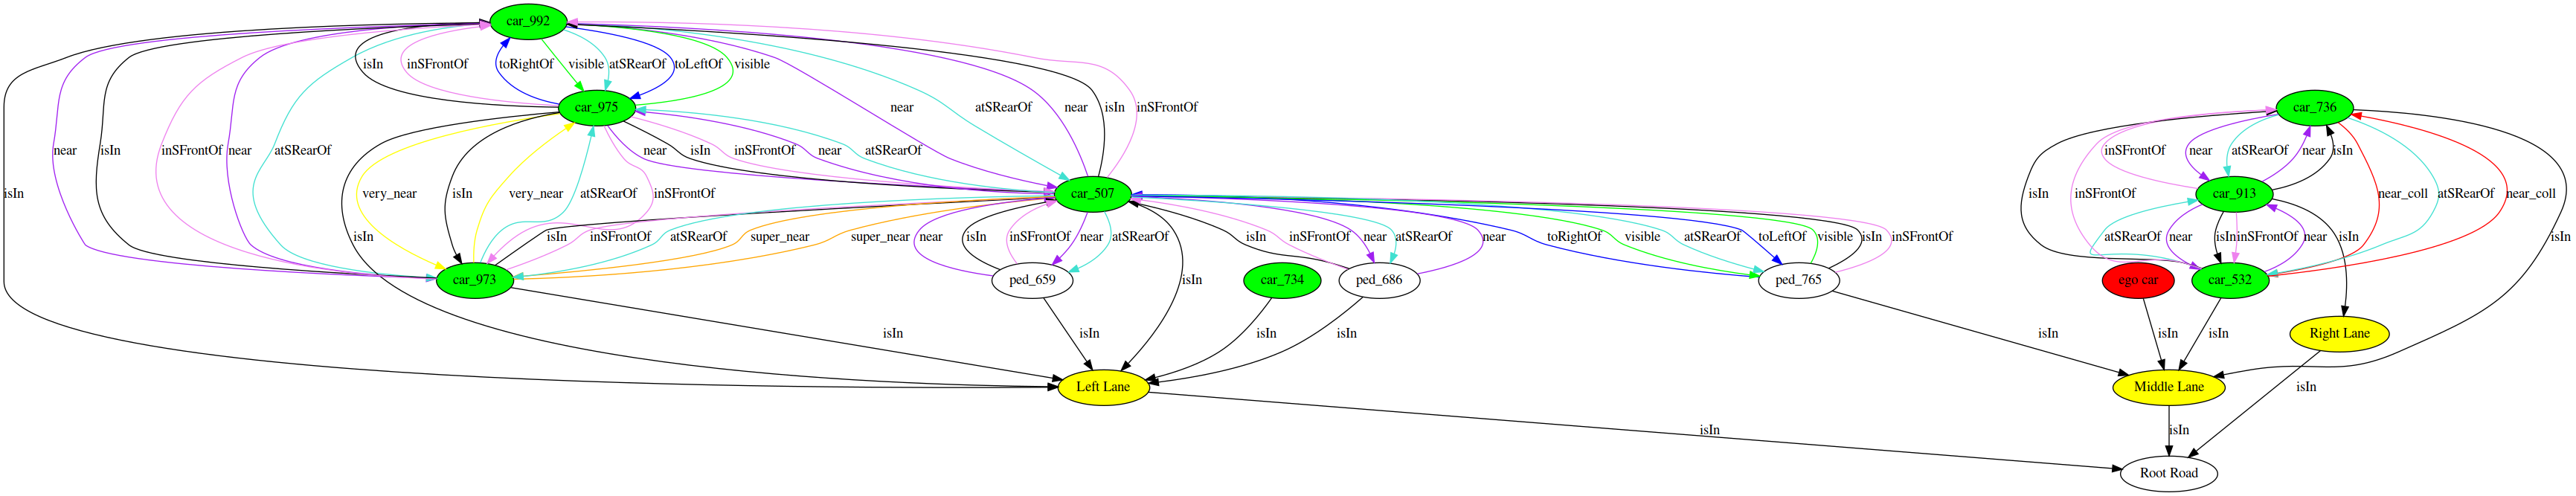 car_992
isIn inSFrontOf toRightOf visible atSRearOf toLeftOf visible
car_975 near atSRearOf near isIn inSFrontOf car_736
near isIn inSFrontOf near atSRearOf near isIn inSFrontOf near atSRearOf inSFrontOf near atSRearOf near isIn
isIn very_near isIn very_near atSRearOf inSFrontOf car_507 isIn inSFrontOf car_913 near_coll atSRearOf near_coll
isIn isIn inSFrontOf atSRearOf super_near super_near near isIn inSFrontOf near atSRearOf isIn inSFrontOf near atSRearOf near toRightOf visible atSRearOf toLeftOf visible isIn inSFrontOf atSRearOf near isIn inSFrontOf near isIn isIn
car_973 ped_659 isIn car_734 ped_686 ped_765 ego car car_532
isIn isIn isIn isIn isIn isIn isIn Right Lane
Left Lane Middle Lane isIn
isIn isIn
Root Road